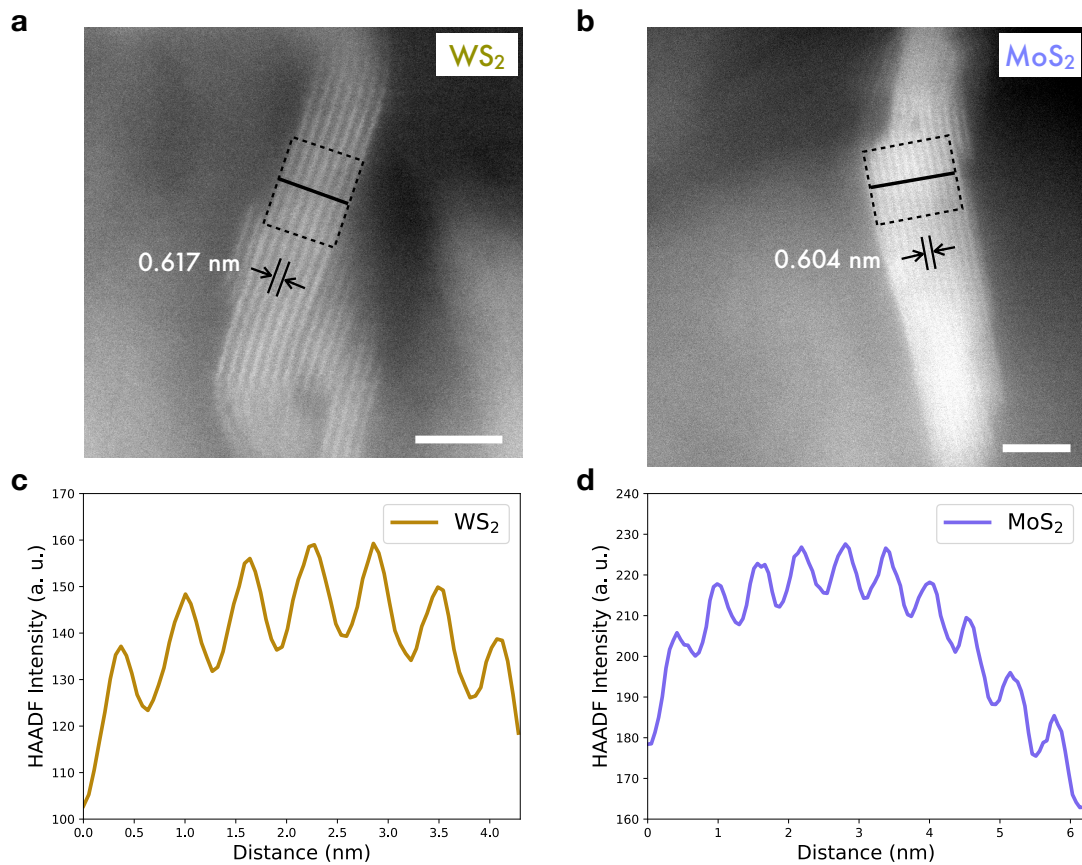 a
WS₂
0.617 nm
b
MoS₂
0.604 nm
c
170
160
150
140
130
120
110
100
HAADF Intensity (a. u.)
WS₂
0.0 0.5 1.0 1.5 2.0 2.5 3.0 3.5 4.0
Distance (nm)
d
240
230
220
210
200
190
180
170
160
HAADF Intensity (a. u.)
MoS₂
0 1 2 3 4 5 6
Distance (nm)